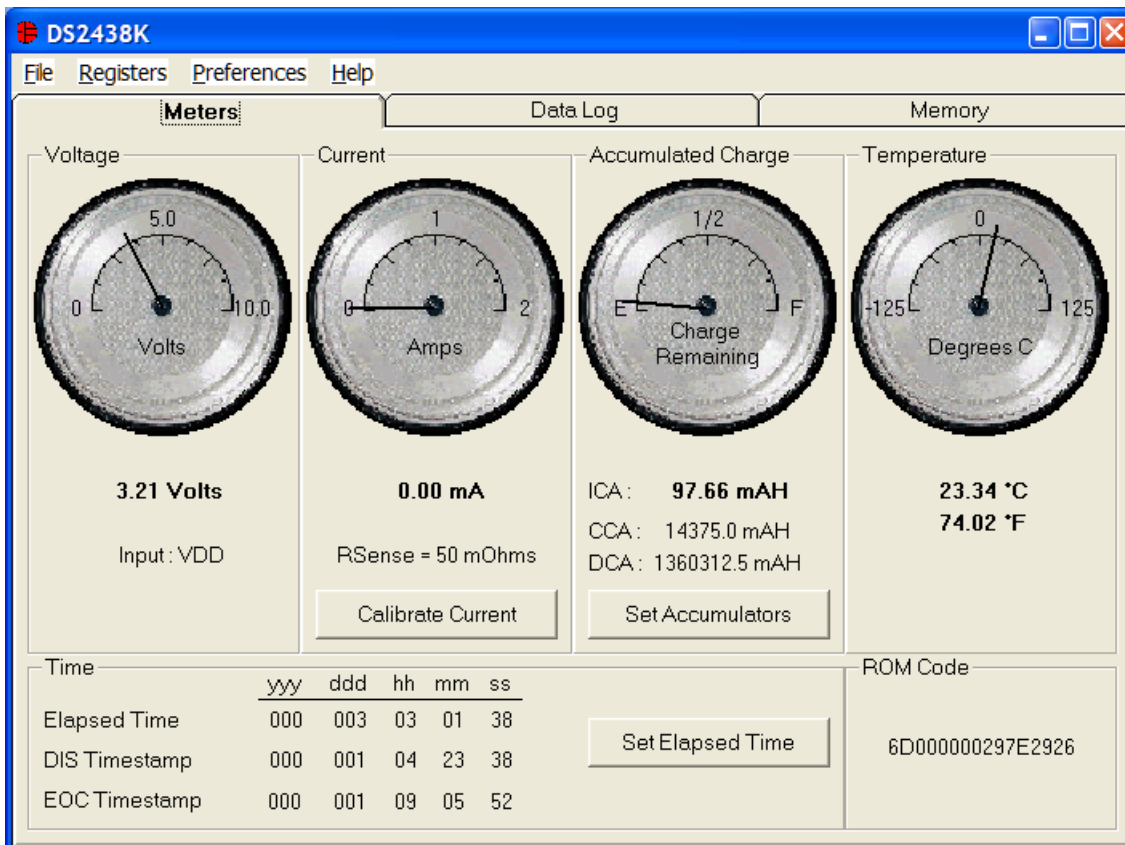 DS2438K
File Registers Preferences Help
Meters Data Log Memory
Voltage
5.0
0 10.0
Volts
3.21 Volts
Input : VDD
Current
1
0 2
Amps
0.00 mA
RSense = 50 mOhms
Calibrate Current
Accumulated Charge
1/2
E F
Charge
Remaining
ICA : 97.66 mAH
CCA : 14375.0 mAH
DCA : 1360312.5 mAH
Set Accumulators
Temperature
0
-125 125
Degrees C
23.34 °C
74.02 °F
Time
yyy ddd hh mm ss
Elapsed Time 000 003 03 01 38
DIS Timestamp 000 001 04 23 38
EOC Timestamp 000 001 09 05 52
Set Elapsed Time
ROM Code
6D000000297E2926